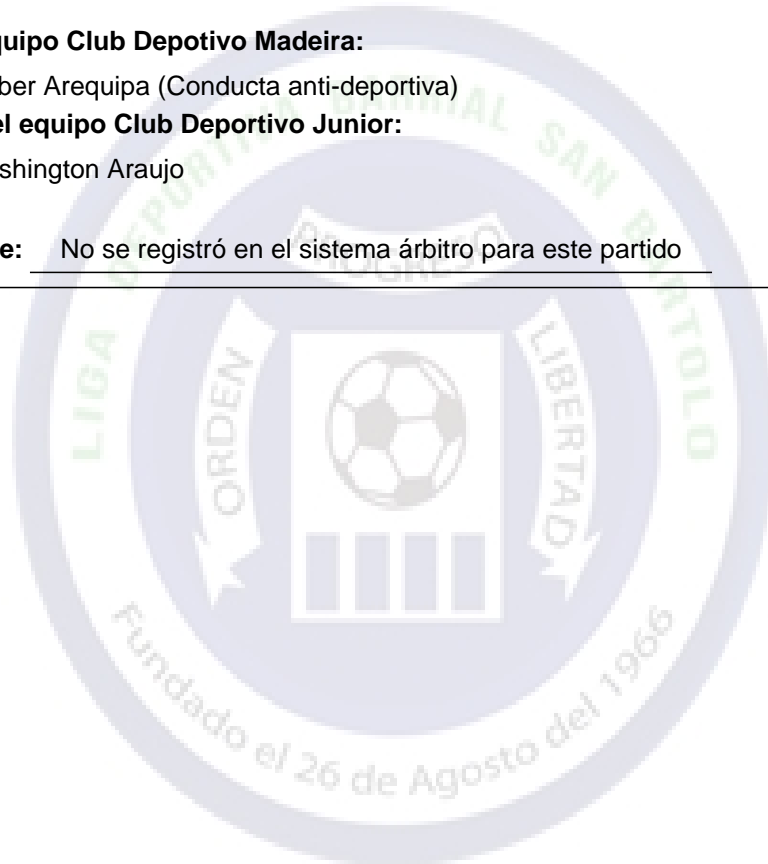 quipo Club Depotivo Madeira:
ber Arequipa (Conducta anti-deportiva)
el equipo Club Deportivo Junior:
shington Araujo
e: No se registró en el sistema árbitro para este partido
LIGA DEPORTIVA BARRIAL SAN BARTOLO
PROGRESO
ORDEN
LIBERTAD
Fundado el 26 de Agosto del 1966